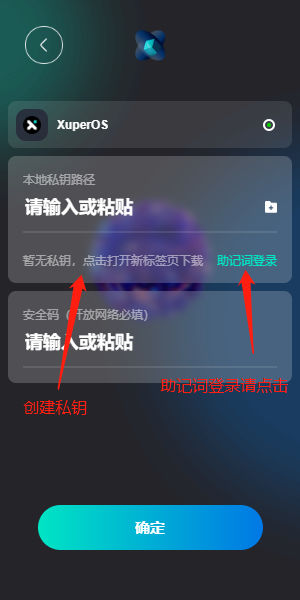 XuperOS
本地私钥路径
请输入或粘贴
暂无私钥，点击打开新标签页下载 助记词登录
安全码（开放网络必填）
请输入或粘贴
助记词登录请点击
创建私钥
确定